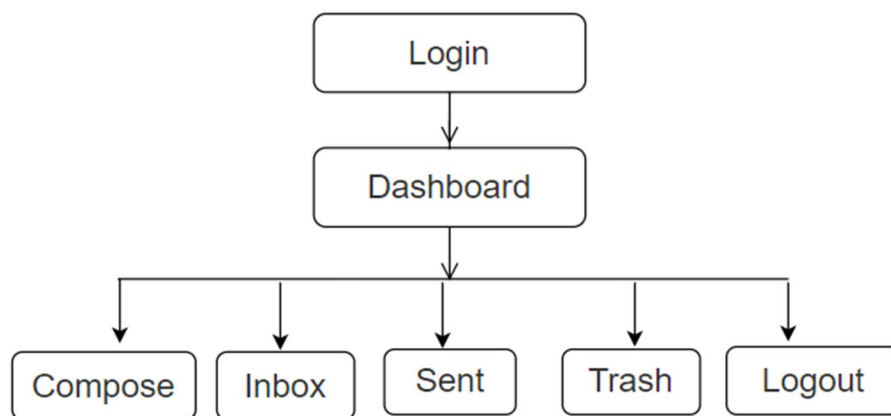 Login
Dashboard
Compose
Inbox
Sent
Trash
Logout